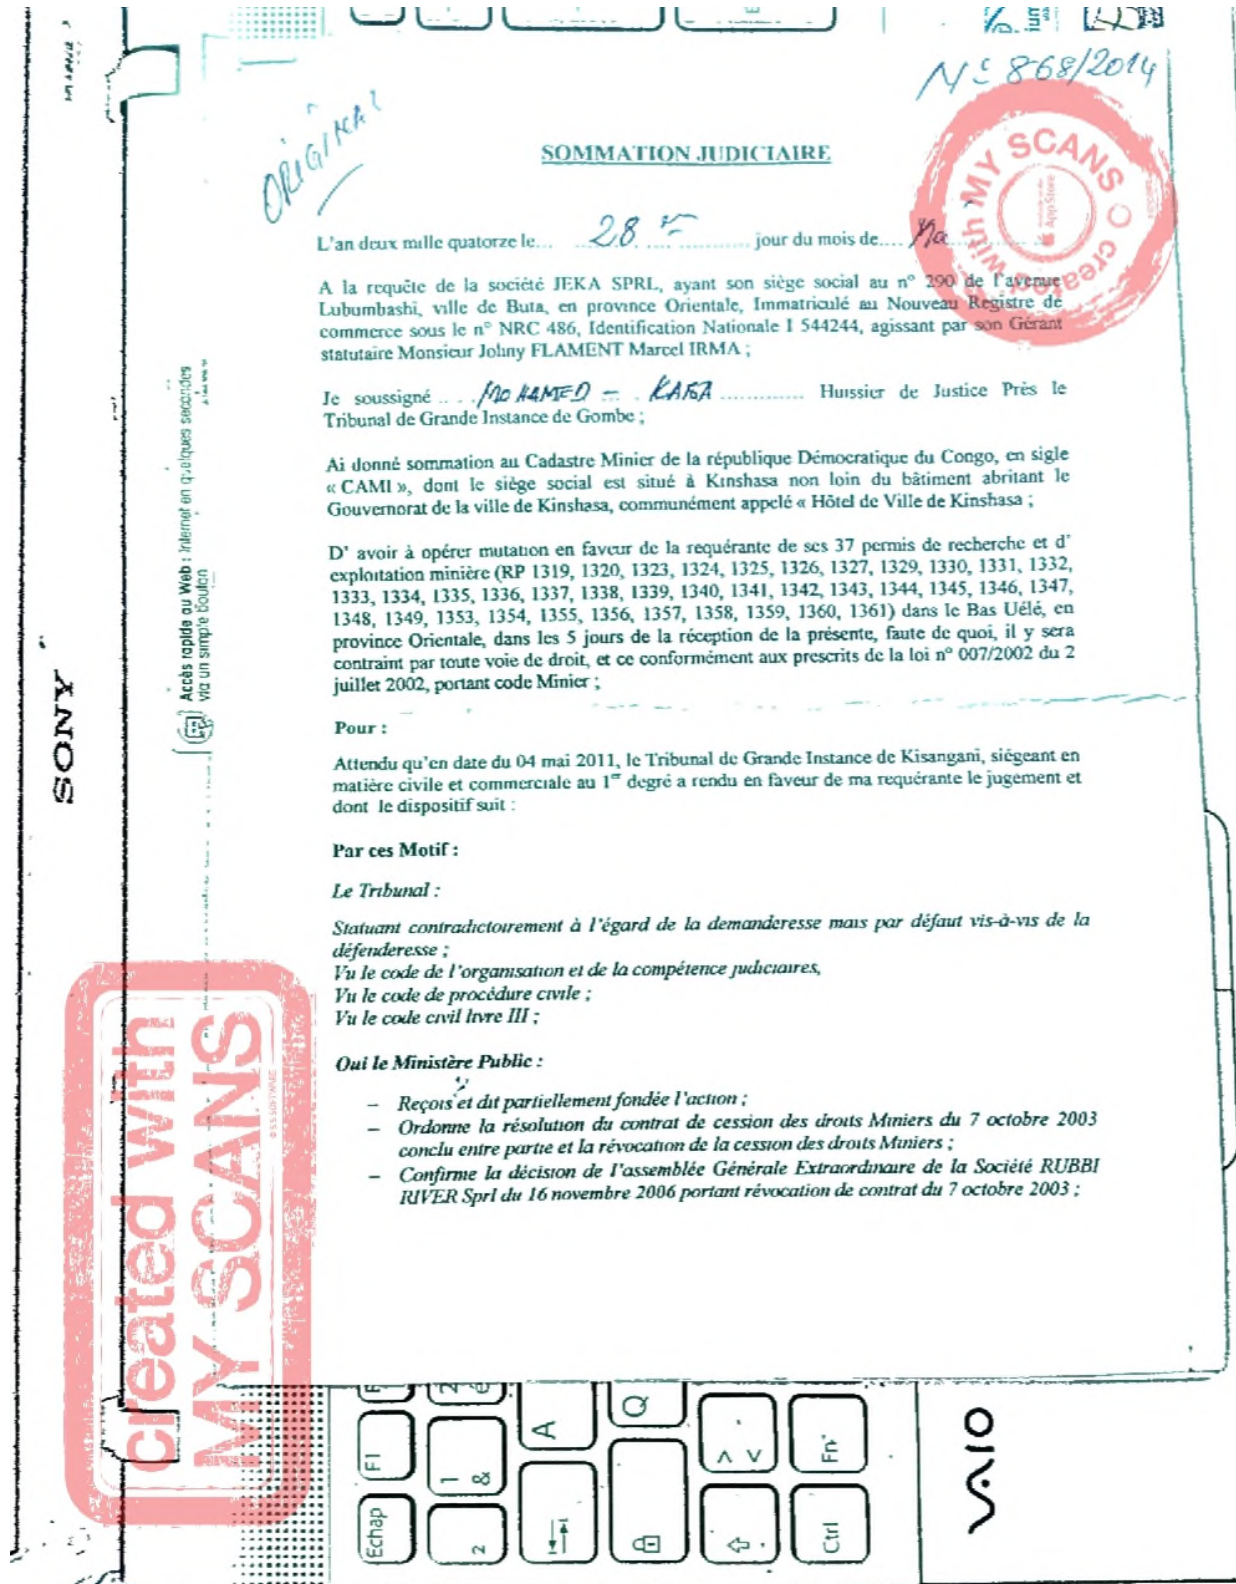 N° 868/2014
ORIGINAL
SOMMATION JUDICIAIRE
L'an deux mille quatorze le... 28 è ... jour du mois de....
A la requête de la société JEKA SPRL, ayant son siège social au n° 290 de l'avenue
Lubumbashi, ville de Buta, en province Orientale, Immatriculé au Nouveau Registre de
commerce sous le n° NRC 486, Identification Nationale I 544244, agissant par son Gérant
statutaire Monsieur Johny FLAMENT Marcel IRMA ;
Je soussigné .. . . MOHAMED – . KAFA ............. Huissier de Justice Près le
Tribunal de Grande Instance de Gombe ;
Ai donné sommation au Cadastre Minier de la république Démocratique du Congo, en sigle
« CAMI », dont le siège social est situé à Kinshasa non loin du bâtiment abritant le
Gouvernorat de la ville de Kinshasa, communément appelé « Hôtel de Ville de Kinshasa ;
D' avoir à opérer mutation en faveur de la requérante de ses 37 permis de recherche et d'
exploitation minière (RP 1319, 1320, 1323, 1324, 1325, 1326, 1327, 1329, 1330, 1331, 1332,
1333, 1334, 1335, 1336, 1337, 1338, 1339, 1340, 1341, 1342, 1343, 1344, 1345, 1346, 1347,
1348, 1349, 1353, 1354, 1355, 1356, 1357, 1358, 1359, 1360, 1361) dans le Bas Uélé, en
province Orientale, dans les 5 jours de la réception de la présente, faute de quoi, il y sera
contraint par toute voie de droit, et ce conformément aux prescrits de la loi n° 007/2002 du 2
juillet 2002, portant code Minier ;
Pour :
Attendu qu'en date du 04 mai 2011, le Tribunal de Grande Instance de Kisangani, siégeant en
matière civile et commerciale au 1er degré a rendu en faveur de ma requérante le jugement et
dont le dispositif suit :
Par ces Motif :
Le Tribunal :
Statuant contradictoirement à l'égard de la demanderesse mais par défaut vis-à-vis de la
défenderesse ;
Vu le code de l'organisation et de la compétence judiciaires,
Vu le code de procédure civile ;
Vu le code civil livre III ;
Oui le Ministère Public :
– Reçois et dit partiellement fondée l'action ;
– Ordonne la résolution du contrat de cession des droits Miniers du 7 octobre 2003
conclu entre partie et la révocation de la cession des droits Miniers ;
– Confirme la décision de l'assemblée Générale Extraordinaire de la Société RUBBI
RIVER Sprl du 16 novembre 2006 portant révocation de contrat du 7 octobre 2003 ;
created with MY SCANS
AppStore
created with
MY SCANS
© S.S.SOFTWARE
SONY
Accès rapide au Web : Internet en quelques secondes
via un simple bouton
VAIO
Echap
F1
2
1
&
2
é
A
Q
>
<
Ctrl
Fn